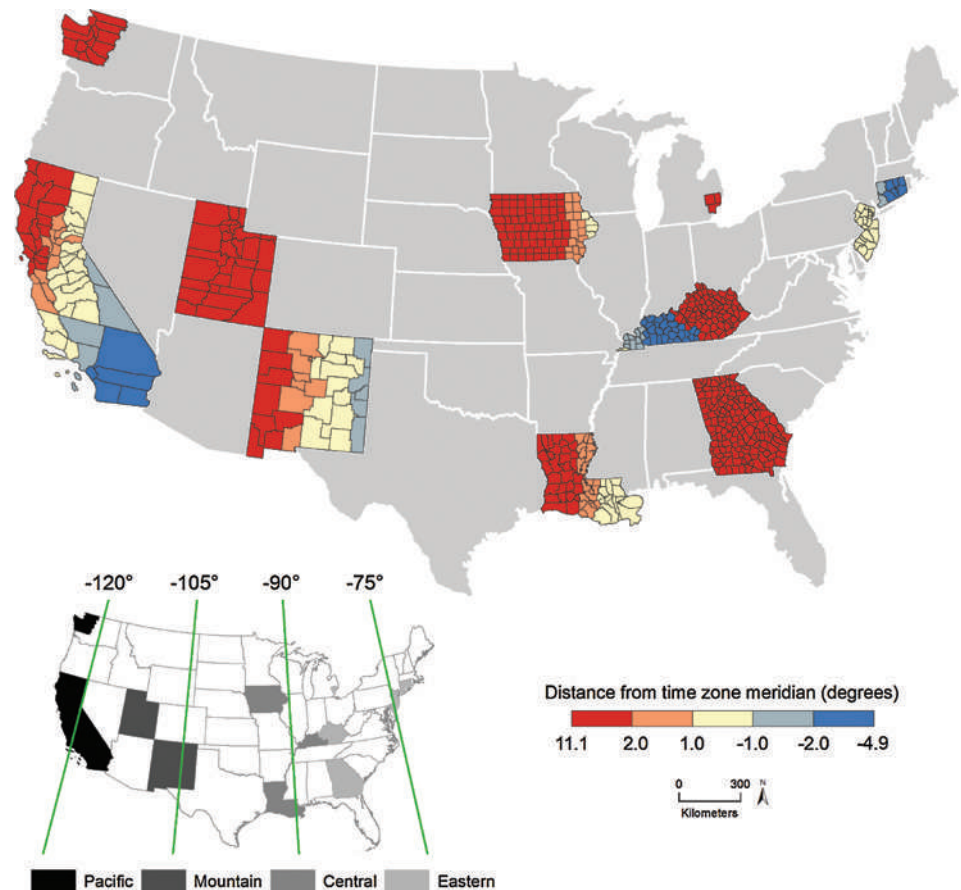 -120° -105° -90° -75°
Distance from time zone meridian (degrees)
11.1 2.0 1.0 -1.0 -2.0 -4.9
0 300 N
Kilometers
Pacific Mountain Central Eastern